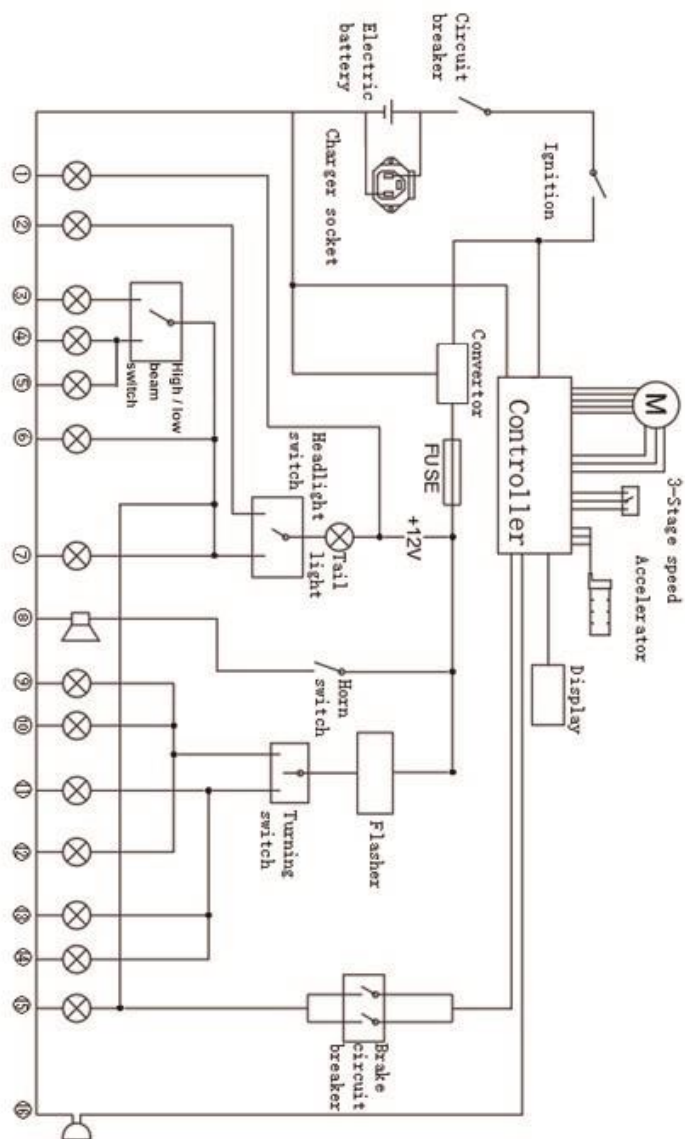 M
3-Stage speed
Accelerator
Display
Controller
Ignition
Circuit
breaker
Electric
battery
Charger socket
Convertor
FUSE
+12V
Flasher
Brake
circuit
breaker
Tail
light
Horn
switch
Headlight
switch
Turning
switch
High / low
beam
switch
① ② ③ ④ ⑤ ⑥ ⑦ ⑧ ⑨ ⑩ ⑪ ⑫ ⑬ ⑭ ⑮ ⑯